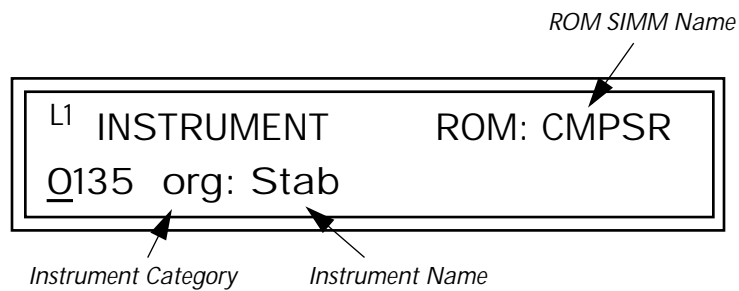 ROM SIMM Name
L1 INSTRUMENT ROM: CMPSR
0135 org: Stab
Instrument Category Instrument Name